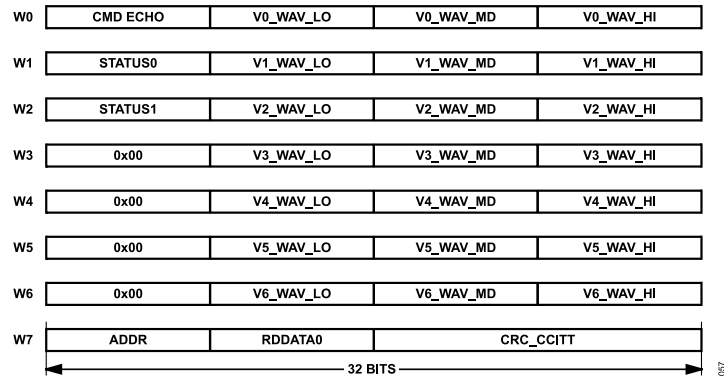 W0 CMD ECHO V0_WAV_LO V0_WAV_MD V0_WAV_HI
W1 STATUS0 V1_WAV_LO V1_WAV_MD V1_WAV_HI
W2 STATUS1 V2_WAV_LO V2_WAV_MD V2_WAV_HI
W3 0x00 V3_WAV_LO V3_WAV_MD V3_WAV_HI
W4 0x00 V4_WAV_LO V4_WAV_MD V4_WAV_HI
W5 0x00 V5_WAV_LO V5_WAV_MD V5_WAV_HI
W6 0x00 V6_WAV_LO V6_WAV_MD V6_WAV_HI
W7 ADDR RDDATA0 CRC_CCITT
32 BITS
057